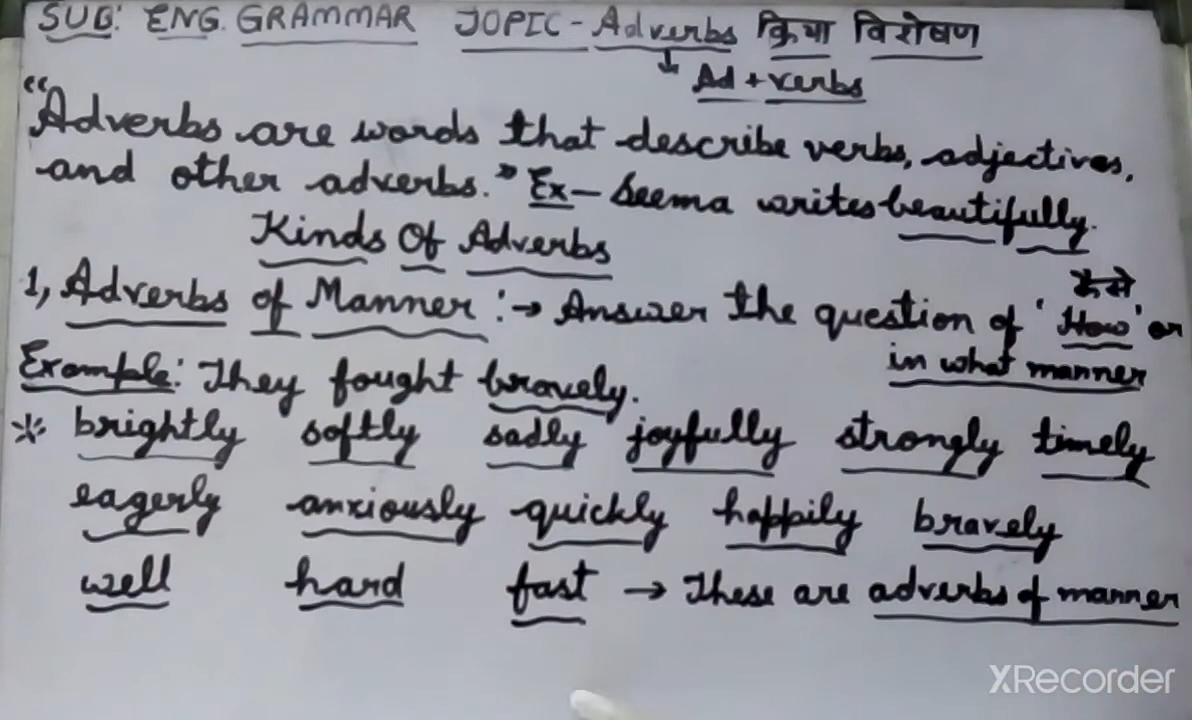 SUB: ENG. GRAMMAR TOPIC - Adverbs क्रिया विशेषण
↓ Ad + verbs
"Adverbs are words that describe verbs, adjectives,
and other adverbs." Ex - Seema writes beautifully.
Kinds Of Adverbs
कैसे
1, Adverbs of Manner :→ Answer the question of 'How' or
in what manner
Example: They fought bravely.
* brightly softly sadly joyfully strongly timely
eagerly anxiously quickly happily bravely
well hard fast → These are adverbs of manner
XRecorder